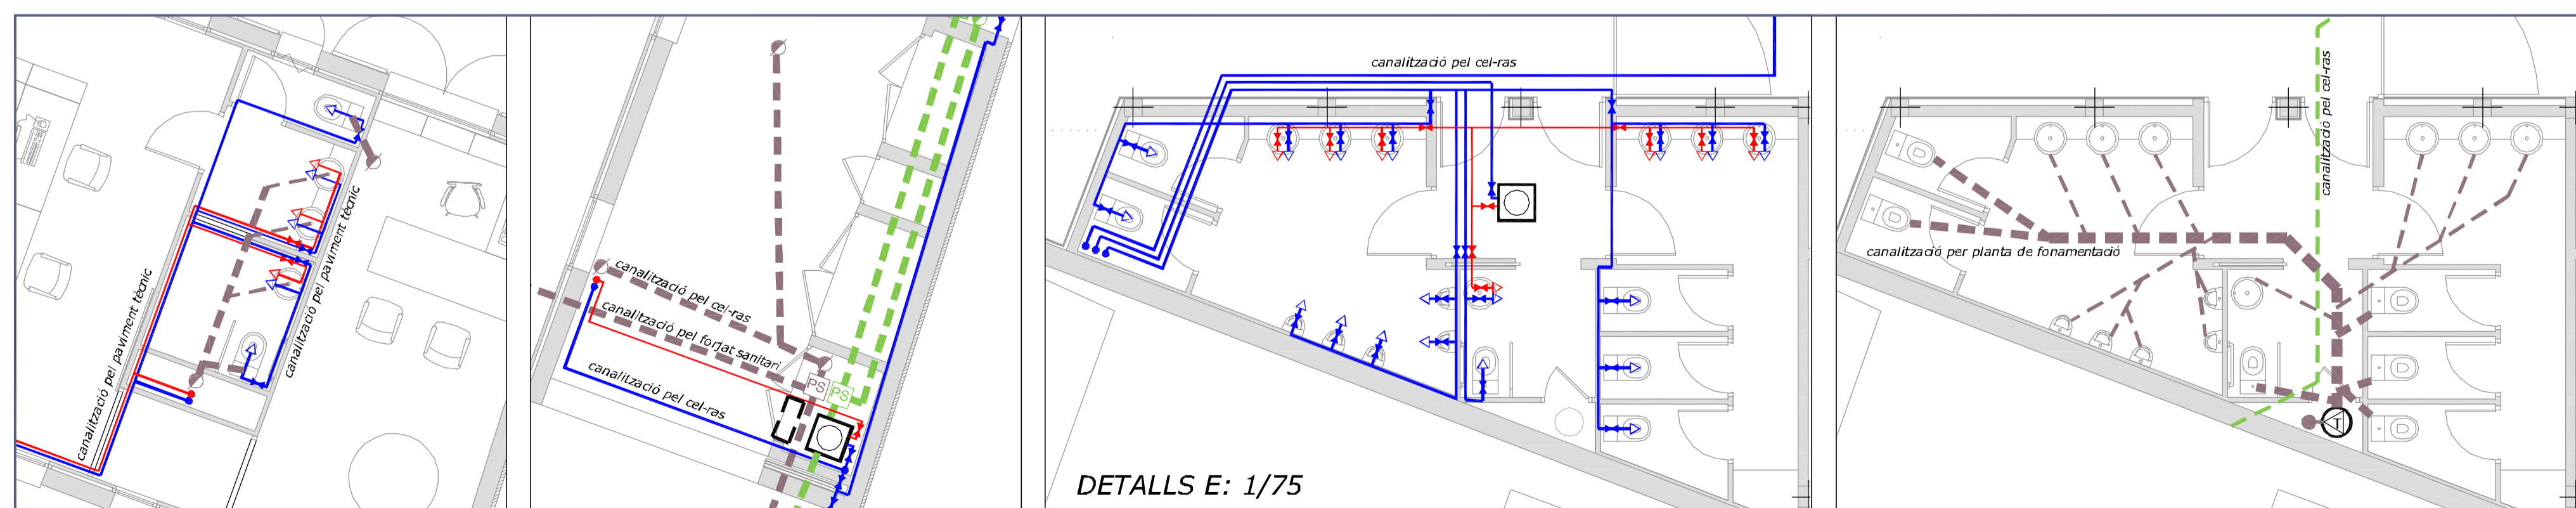 canalització pel paviment tècnic
canalització pel paviment tècnic
canalització pel cel-ras
canalització pel forjat sanitari
canalització pel cel-ras
PS
PS
canalització pel cel-ras
DETALLS E: 1/75
canalització pel cel-ras
canalització per planta de fonamentació
T